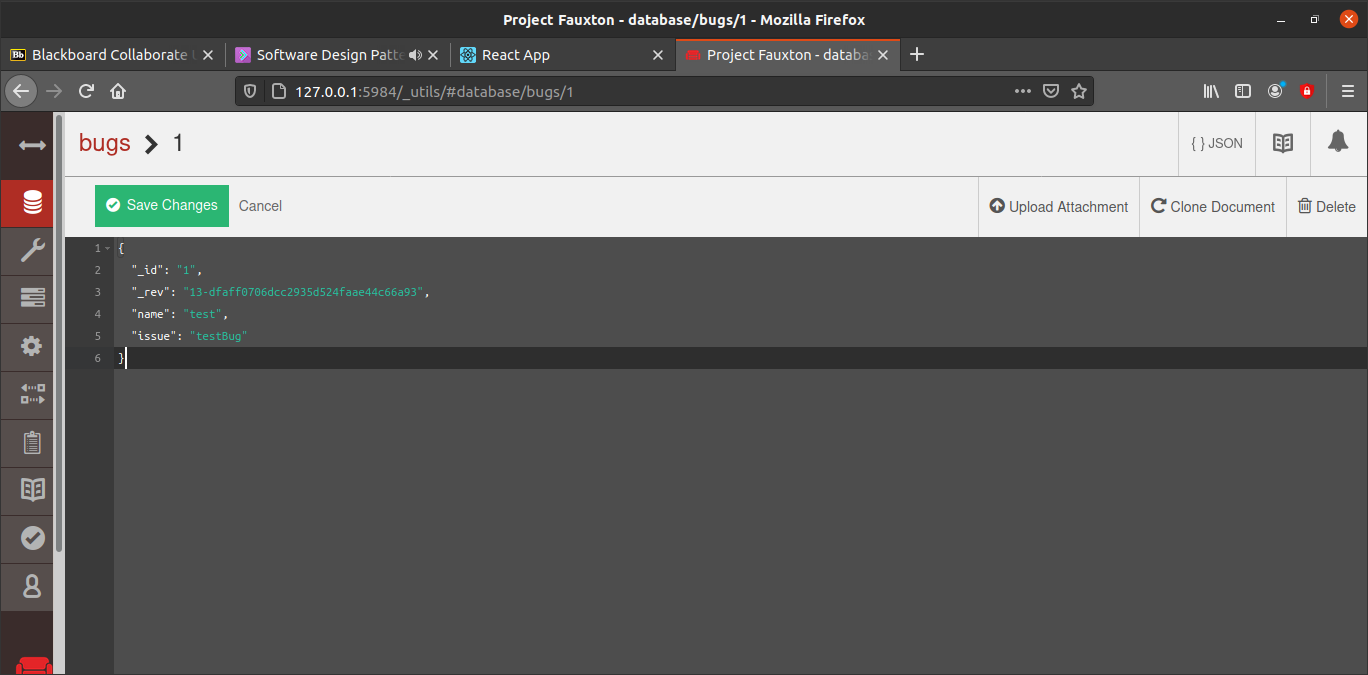 Project Fauxton - database/bugs/1 - Mozilla Firefox
Bb Blackboard Collaborate Software Design Patte React App Project Fauxton - databa
127.0.0.1:5984/_utils/#database/bugs/1
bugs 1 { } JSON
Save Changes Cancel Upload Attachment Clone Document Delete
1 {
2 "_id": "1",
3 "_rev": "13-dfaff0706dcc2935d524faae44c66a93",
4 "name": "test",
5 "issue": "testBug"
6 }